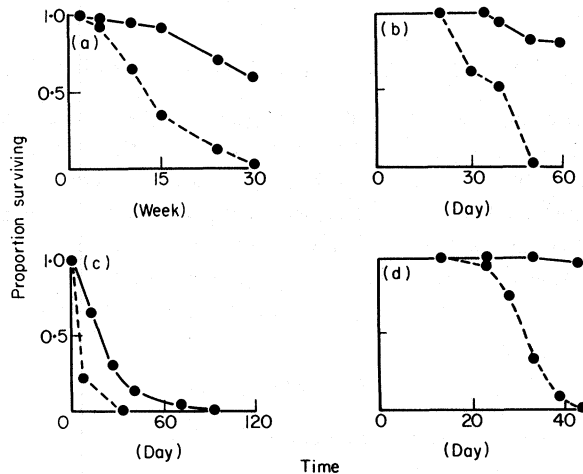 1·0
(a)
0·5
0 15 30
(Week)
(b)
0 30 60
(Day)
Proportion surviving
1·0
(c)
0·5
0 60 120
(Day)
(d)
0 20 40
(Day)
Time